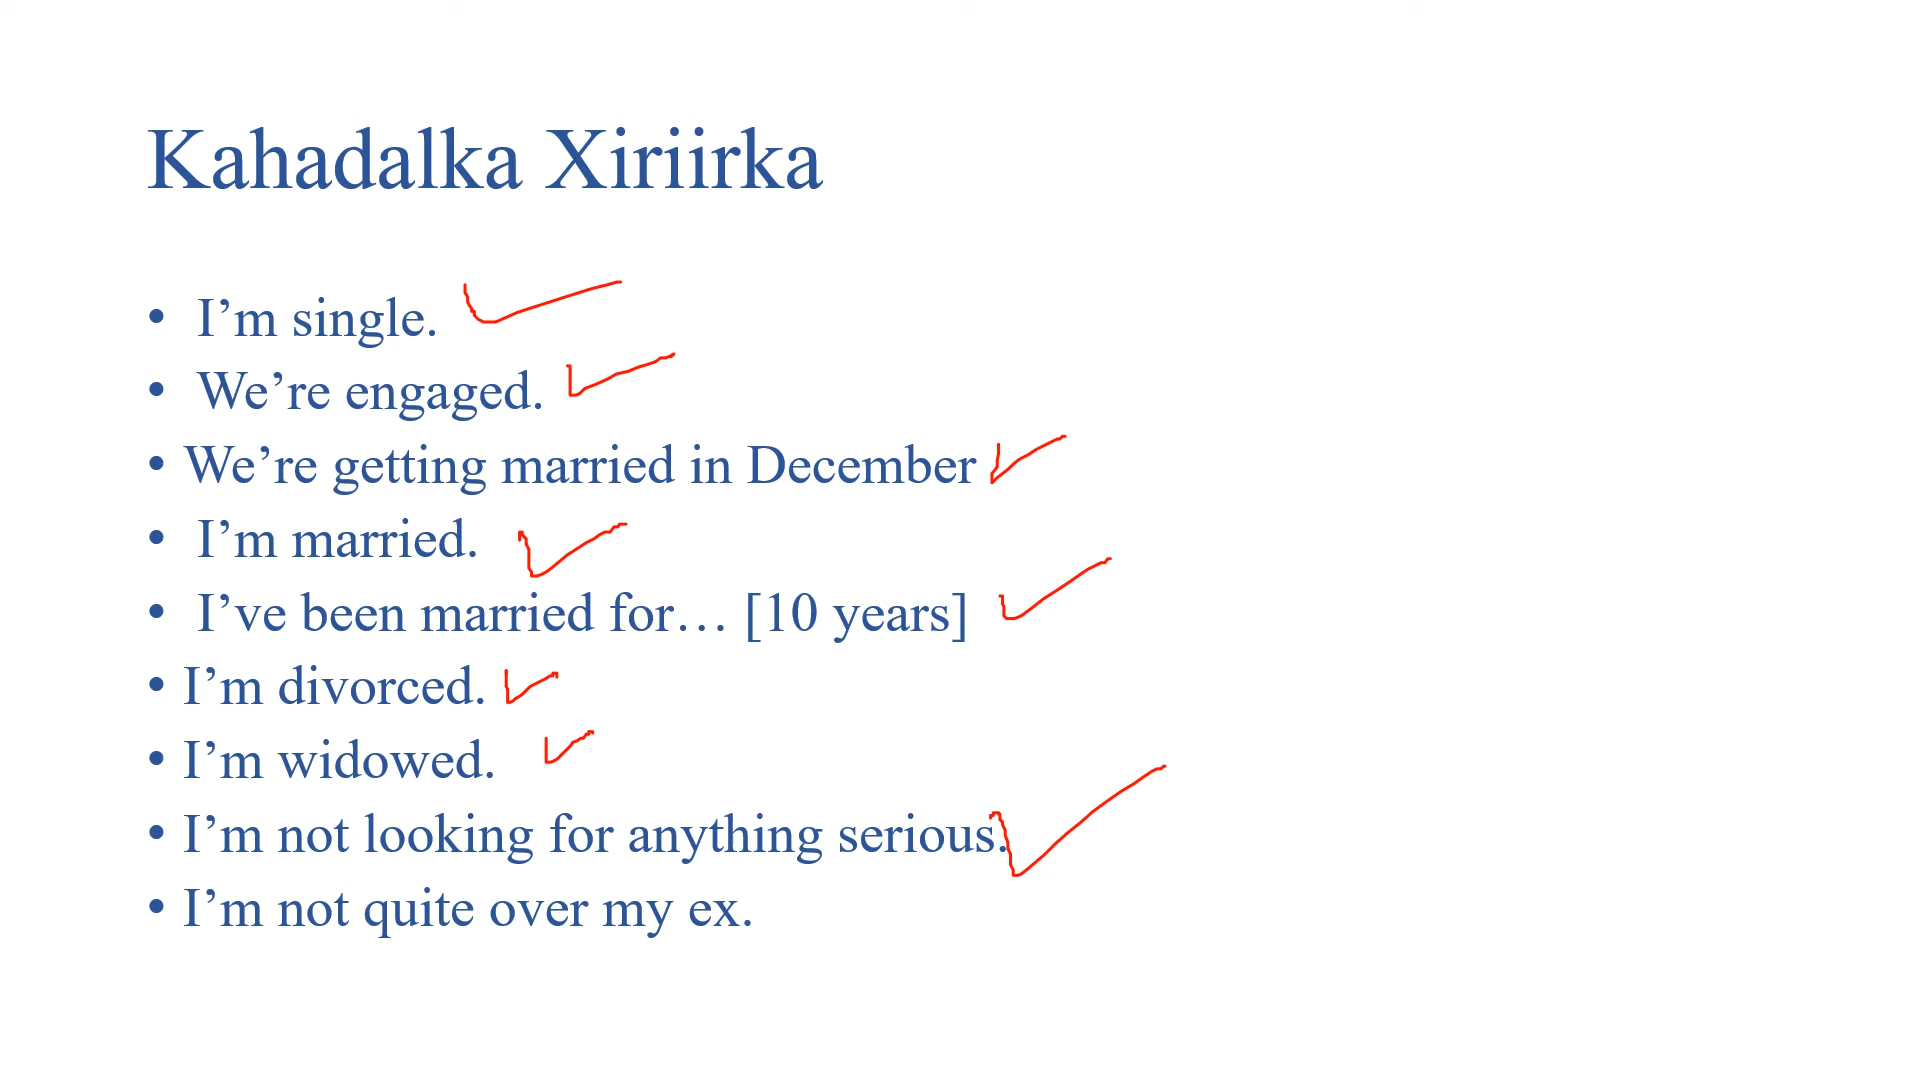 Kahadalka Xiriirka
• I’m single.
• We’re engaged.
• We’re getting married in December
• I’m married.
• I’ve been married for… [10 years]
• I’m divorced.
• I’m widowed.
• I’m not looking for anything serious.
• I’m not quite over my ex.